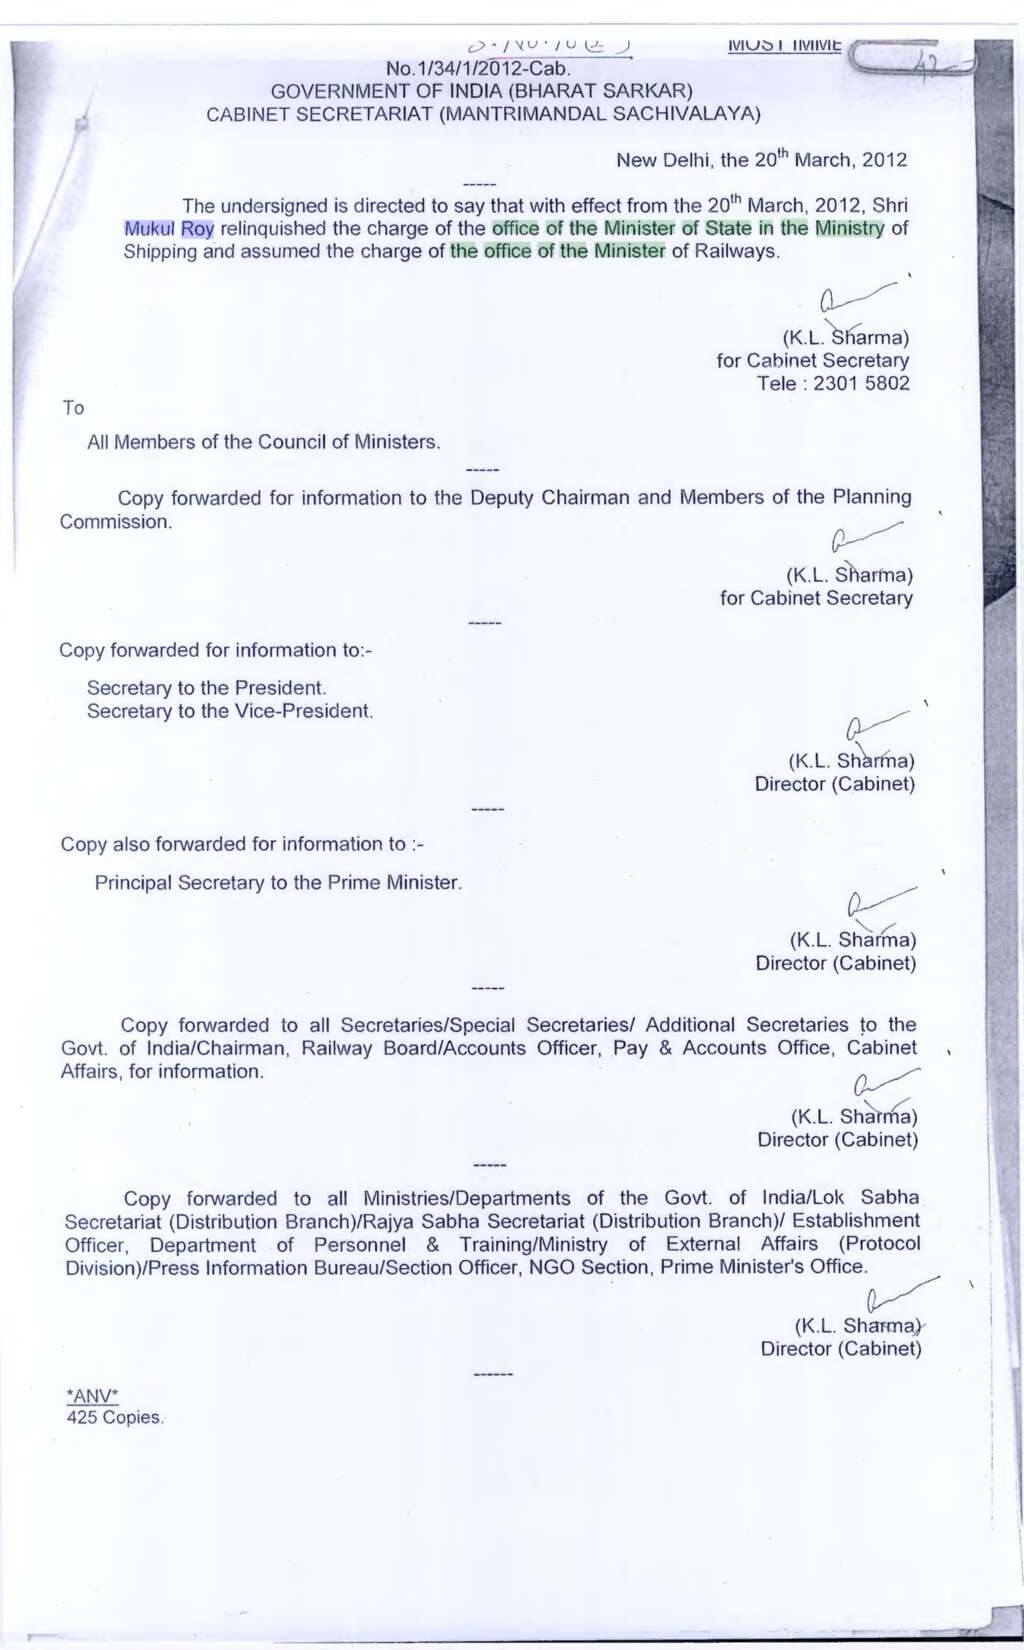 No.1/34/1/2012-Cab.
GOVERNMENT OF INDIA (BHARAT SARKAR)
CABINET SECRETARIAT (MANTRIMANDAL SACHIVALAYA)
New Delhi, the 20th March, 2012
-----
The undersigned is directed to say that with effect from the 20th March, 2012, Shri
Mukul Roy relinquished the charge of the office of the Minister of State in the Ministry of
Shipping and assumed the charge of the office of the Minister of Railways.
(K.L. Sharma)
for Cabinet Secretary
Tele : 2301 5802
To
All Members of the Council of Ministers.
-----
Copy forwarded for information to the Deputy Chairman and Members of the Planning
Commission.
(K.L. Sharma)
for Cabinet Secretary
-----
Copy forwarded for information to:-
Secretary to the President.
Secretary to the Vice-President.
(K.L. Sharma)
Director (Cabinet)
-----
Copy also forwarded for information to :-
Principal Secretary to the Prime Minister.
(K.L. Sharma)
Director (Cabinet)
-----
Copy forwarded to all Secretaries/Special Secretaries/ Additional Secretaries to the
Govt. of India/Chairman, Railway Board/Accounts Officer, Pay & Accounts Office, Cabinet
Affairs, for information.
(K.L. Sharma)
Director (Cabinet)
-----
Copy forwarded to all Ministries/Departments of the Govt. of India/Lok Sabha
Secretariat (Distribution Branch)/Rajya Sabha Secretariat (Distribution Branch)/ Establishment
Officer, Department of Personnel & Training/Ministry of External Affairs (Protocol
Division)/Press Information Bureau/Section Officer, NGO Section, Prime Minister's Office.
(K.L. Sharma)
Director (Cabinet)
------
*ANV*
425 Copies.